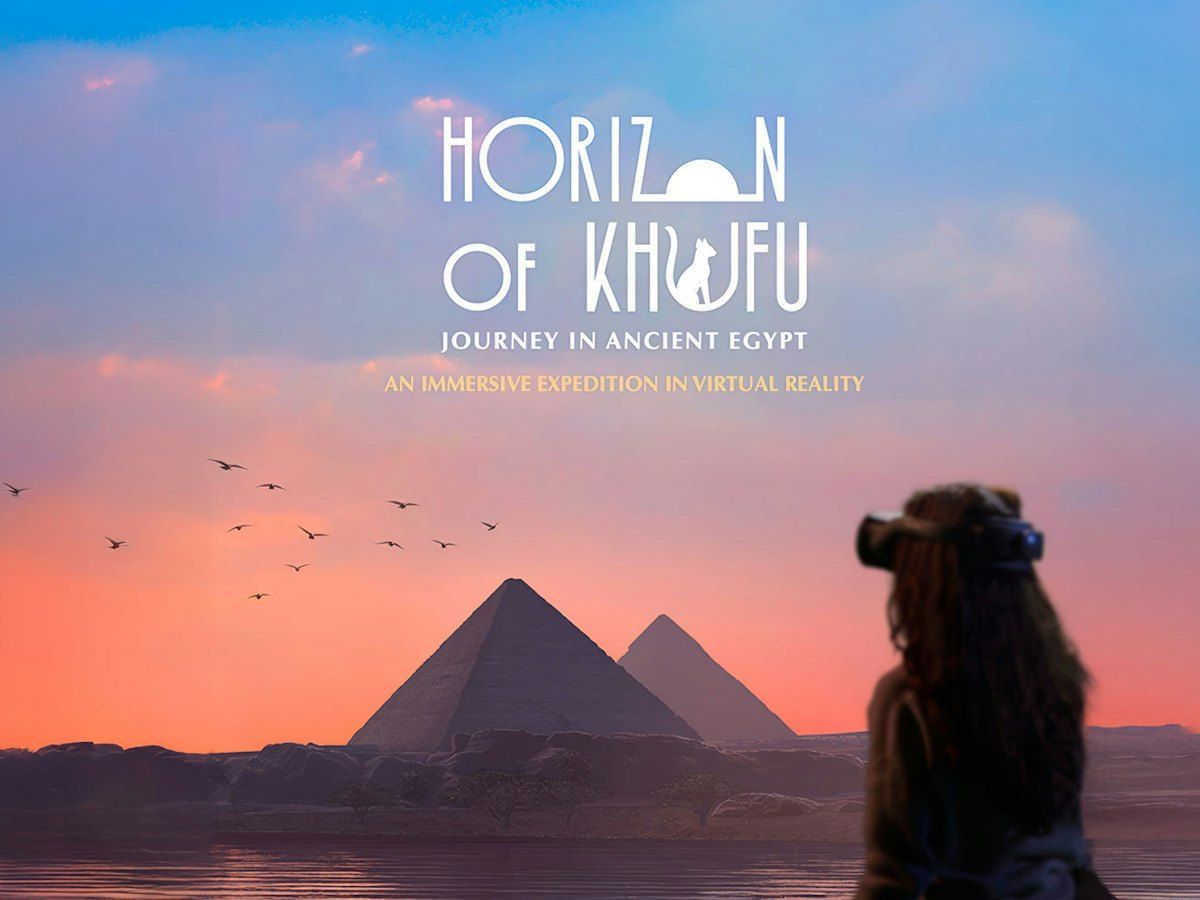 HORIZON
OF KHUFU
JOURNEY IN ANCIENT EGYPT
AN IMMERSIVE EXPEDITION IN VIRTUAL REALITY